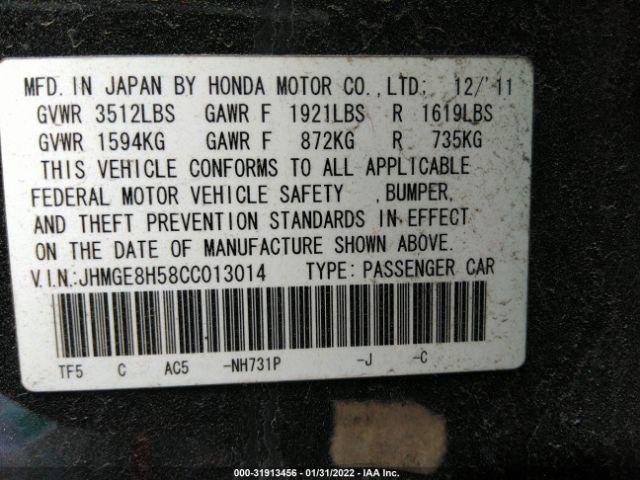 MFD. IN JAPAN BY HONDA MOTOR CO., LTD. 12/'11
GVWR 3512LBS GAWR F 1921LBS R 1619LBS
GVWR 1594KG GAWR F 872KG R 735KG
THIS VEHICLE CONFORMS TO ALL APPLICABLE
FEDERAL MOTOR VEHICLE SAFETY , BUMPER,
AND THEFT PREVENTION STANDARDS IN EFFECT
ON THE DATE OF MANUFACTURE SHOWN ABOVE.
V.I.N.:JHMGE8H58CC013014 TYPE: PASSENGER CAR
TF5 C AC5 -NH731P -J -C
000-31913456 - 01/31/2022 - IAA Inc.